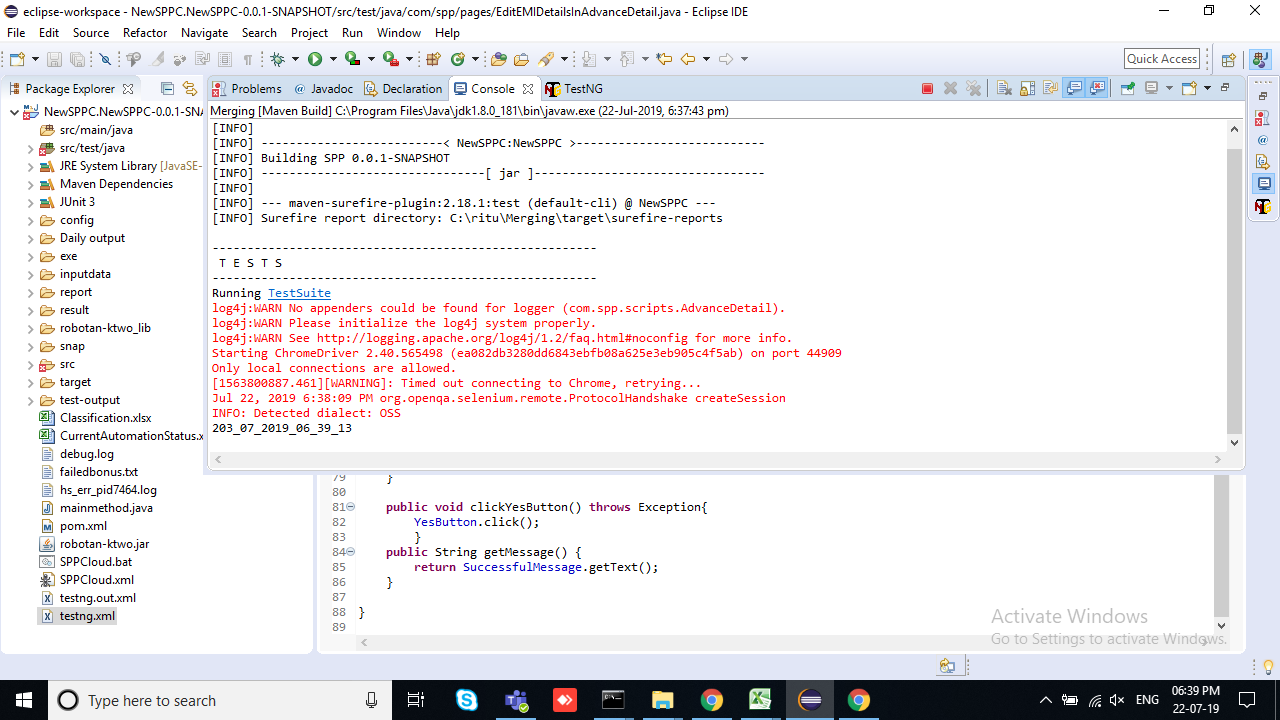 eclipse-workspace - NewSPPC.NewSPPC-0.0.1-SNAPSHOT/src/test/java/com/spp/pages/EditEMIDetailsInAdvanceDetail.java - Eclipse IDE
File Edit Source Refactor Navigate Search Project Run Window Help
Quick Access
Package Explorer
NewSPPC.NewSPPC-0.0.1-SNA
src/main/java
src/test/java
JRE System Library [JavaSE-
Maven Dependencies
JUnit 3
config
Daily output
exe
inputdata
report
result
robotan-ktwo_lib
snap
src
target
test-output
Classification.xlsx
CurrentAutomationStatus.x
debug.log
failedbonus.txt
hs_err_pid7464.log
mainmethod.java
pom.xml
robotan-ktwo.jar
SPPCloud.bat
SPPCloud.xml
testng.out.xml
testng.xml
Problems @ Javadoc Declaration Console TestNG
Merging [Maven Build] C:\Program Files\Java\jdk1.8.0_181\bin\javaw.exe (22-Jul-2019, 6:37:43 pm)
[INFO]
[INFO] --------------------------< NewSPPC:NewSPPC >---------------------------
[INFO] Building SPP 0.0.1-SNAPSHOT
[INFO] --------------------------------[ jar ]---------------------------------
[INFO]
[INFO] --- maven-surefire-plugin:2.18.1:test (default-cli) @ NewSPPC ---
[INFO] Surefire report directory: C:\ritu\Merging\target\surefire-reports
-------------------------------------------------------
T E S T S
-------------------------------------------------------
Running TestSuite
log4j:WARN No appenders could be found for logger (com.spp.scripts.AdvanceDetail).
log4j:WARN Please initialize the log4j system properly.
log4j:WARN See http://logging.apache.org/log4j/1.2/faq.html#noconfig for more info.
Starting ChromeDriver 2.40.565498 (ea082db3280dd6843ebfb08a625e3eb905c4f5ab) on port 44909
Only local connections are allowed.
[1563800887.461][WARNING]: Timed out connecting to Chrome, retrying...
Jul 22, 2019 6:38:09 PM org.openqa.selenium.remote.ProtocolHandshake createSession
INFO: Detected dialect: OSS
203_07_2019_06_39_13
79 }
80
81 public void clickYesButton() throws Exception{
82 YesButton.click();
83 }
84 public String getMessage() {
85 return SuccessfulMessage.getText();
86 }
87
88 }
89
Activate Windows
Go to Settings to activate Windows.
Type here to search
ENG
06:39 PM
22-07-19